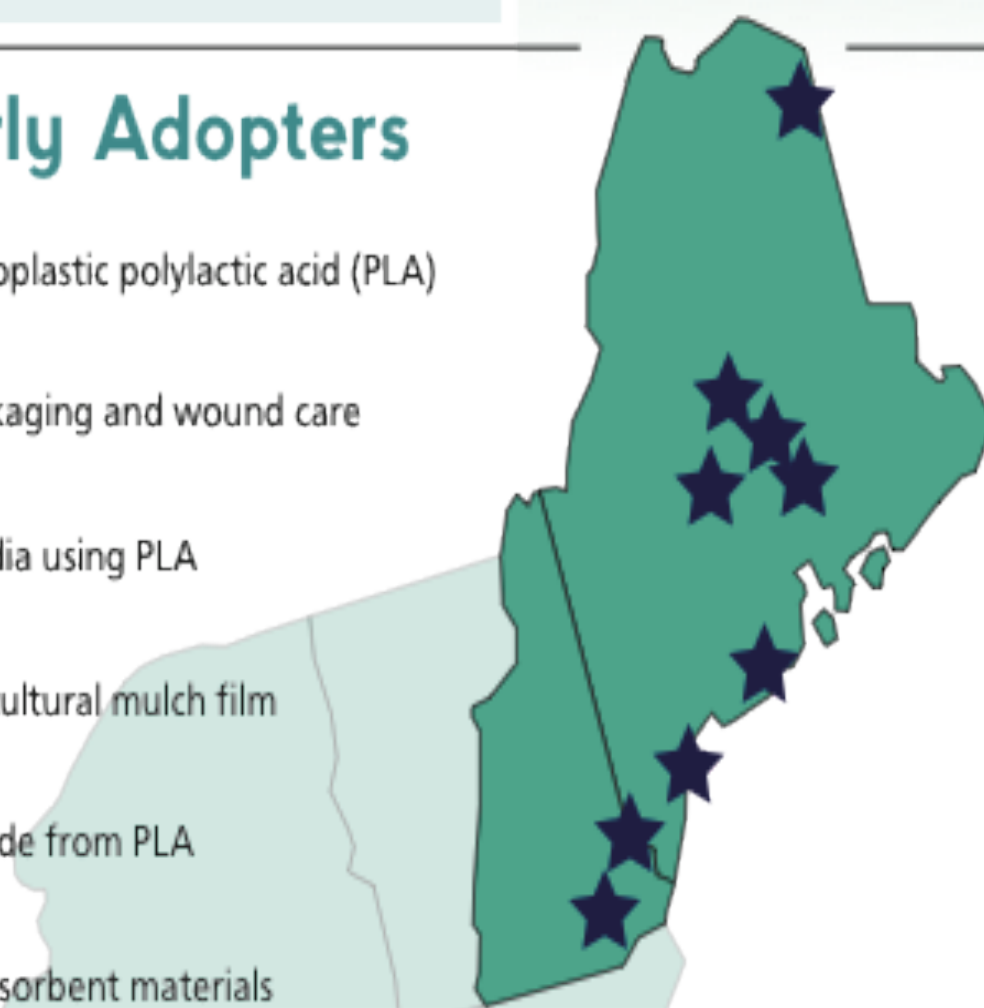 rly Adopters
oplastic polylactic acid (PLA)
kaging and wound care
dia using PLA
ultural mulch film
de from PLA
sorbent materials